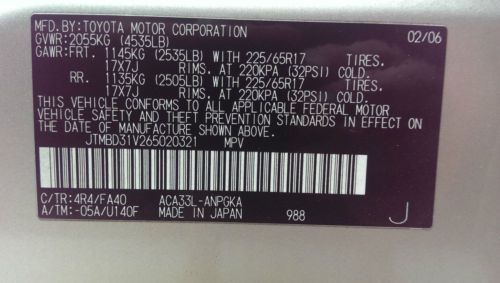 MFD.BY:TOYOTA MOTOR CORPORATION 02/06
GVWR:2055KG (4535LB)
GAWR:FRT. 1145KG (2535LB) WITH 225/65R17 TIRES.
17X7J RIMS. AT 220KPA (32PSI) COLD.
RR. 1135KG (2505LB) WITH 225/65R17 TIRES.
17X7J RIMS. AT 220KPA (32PSI) COLD.
THIS VEHICLE CONFORMS TO ALL APPLICABLE FEDERAL MOTOR
VEHICLE SAFETY AND THEFT PREVENTION STANDARDS IN EFFECT
ON THE DATE OF MANUFACTURE SHOWN ABOVE.
JTMBD31V265020321 MPV
C/TR:4R4/FA40 ACA33L-ANPGKA
A/TM:-05A/U140F MADE IN JAPAN 988 J